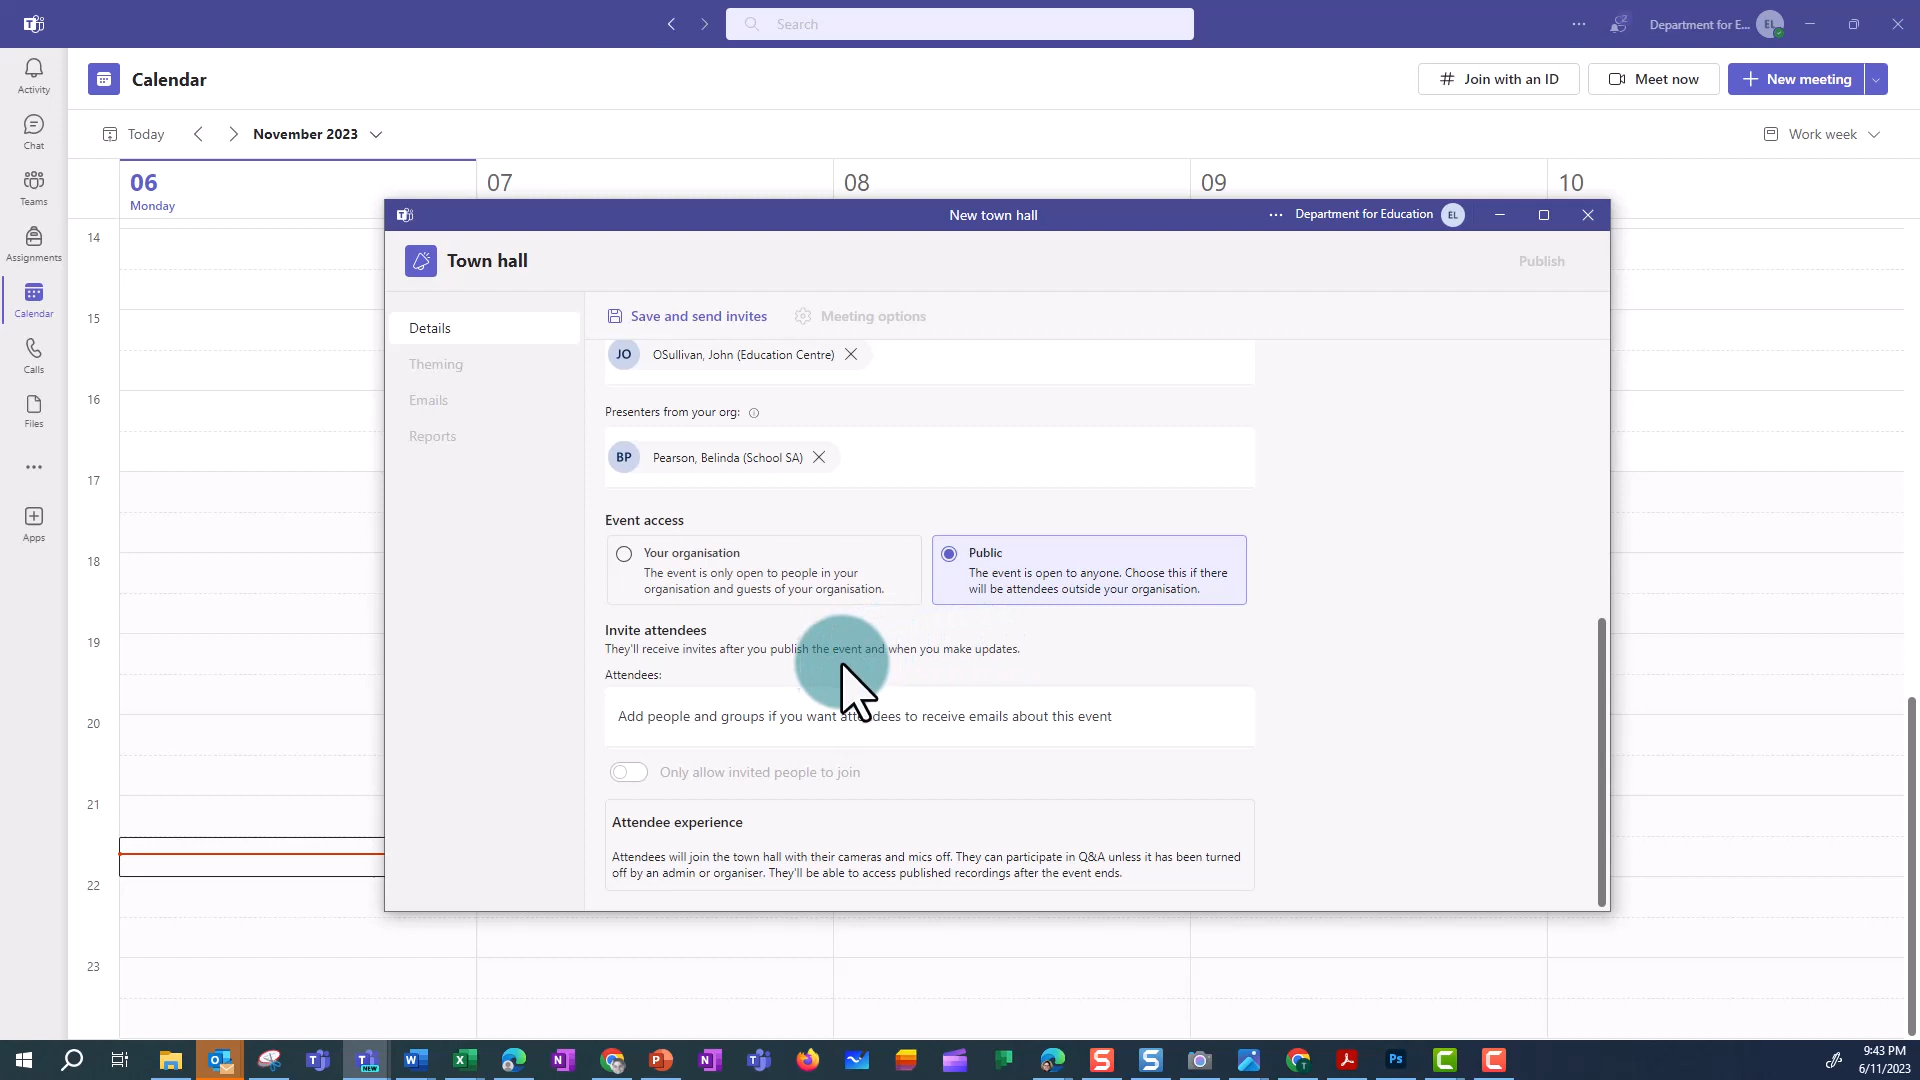 Search
2
Department for E...
EL
Activity
Chat
Teams
Assignments
Calendar
Calls
Files
Apps
Calendar
Join with an ID
Meet now
New meeting
Today
November 2023
Work week
06
Monday
07
08
09
10
14
15
16
17
18
19
20
21
22
23
New town hall
Department for Education
EL
Town hall
Publish
Details
Theming
Emails
Reports
Save and send invites
Meeting options
JO
OSullivan, John (Education Centre)
Presenters from your org:
BP
Pearson, Belinda (School SA)
Event access
Your organisation
The event is only open to people in your
organisation and guests of your organisation.
Public
The event is open to anyone. Choose this if there
will be attendees outside your organisation.
Invite attendees
They'll receive invites after you publish the event and when you make updates.
Attendees:
Add people and groups if you want attendees to receive emails about this event
Only allow invited people to join
Attendee experience
Attendees will join the town hall with their cameras and mics off. They can participate in Q&A unless it has been turned
off by an admin or organiser. They'll be able to access published recordings after the event ends.
NEW
Ps
9:43 PM
6/11/2023